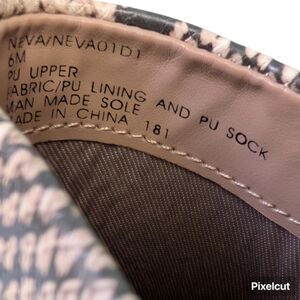 NEVA/NEVA01D1
6M
PU UPPER
FABRIC/PU LINING AND PU SOCK
MAN MADE SOLE
MADE IN CHINA 181
Pixelcut